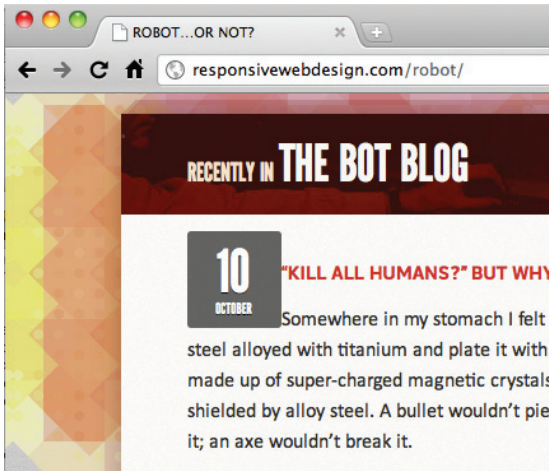 ROBOT...OR NOT?
responsivewebdesign.com/robot/
RECENTLY IN THE BOT BLOG
10
OCTOBER
“KILL ALL HUMANS?” BUT WHY
Somewhere in my stomach I felt
steel alloyed with titanium and plate it with
made up of super-charged magnetic crystals
shielded by alloy steel. A bullet wouldn’t pie
it; an axe wouldn’t break it.